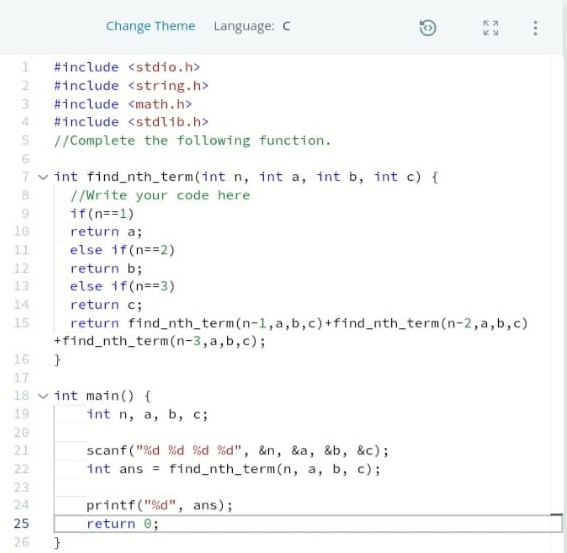 Change Theme Language: C
1 #include <stdio.h>
2 #include <string.h>
3 #include <math.h>
4 #include <stdlib.h>
5 //Complete the following function.
6
7 int find_nth_term(int n, int a, int b, int c) {
8 //Write your code here
9 if(n==1)
10 return a;
11 else if(n==2)
12 return b;
13 else if(n==3)
14 return c;
15 return find_nth_term(n-1,a,b,c)+find_nth_term(n-2,a,b,c)
+find_nth_term(n-3,a,b,c);
16 }
17
18 int main() {
19 int n, a, b, c;
20
21 scanf("%d %d %d %d", &n, &a, &b, &c);
22 int ans = find_nth_term(n, a, b, c);
23
24 printf("%d", ans);
25 return 0;
26 }